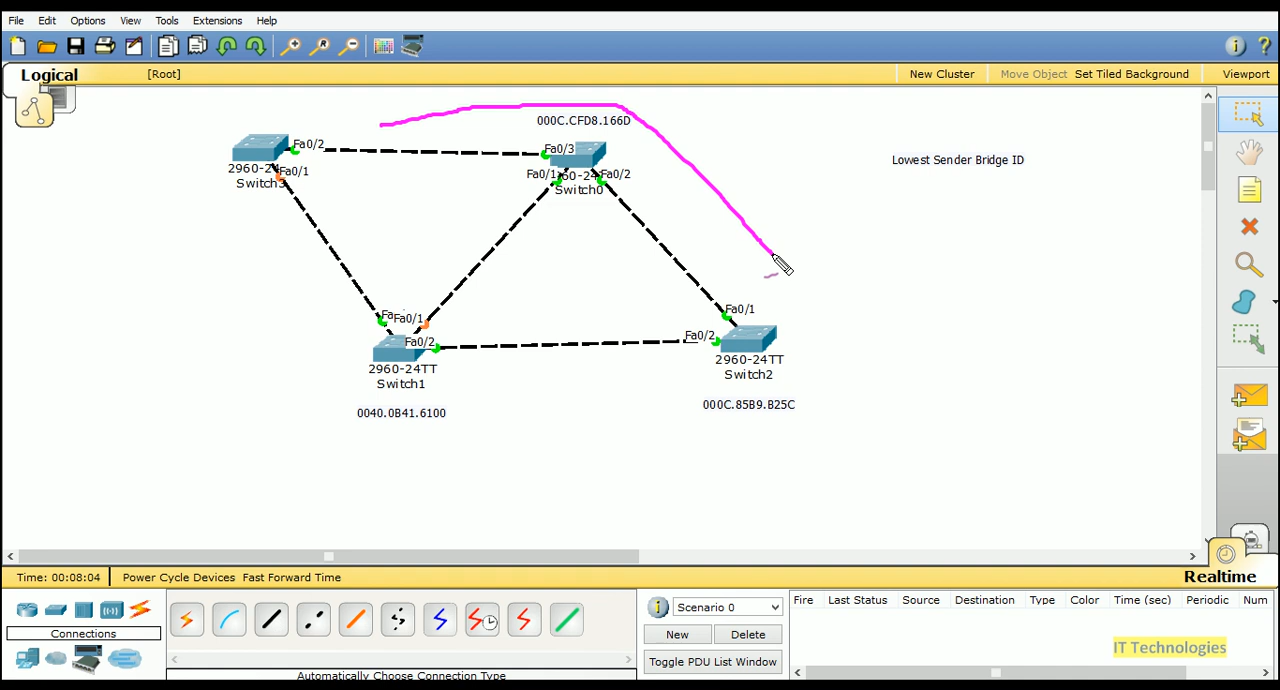 File Edit Options View Tools Extensions Help
Logical [Root] New Cluster Move Object Set Tiled Background Viewport
000C.CFD8.166D
Fa0/2 Fa0/3
Lowest Sender Bridge ID
Fa0/1 Fa0/1 Fa0/2
Switch3 Switch0
Fa0/1
Fa0/1
Fa0/2 Fa0/2
2960-24TT 2960-24TT
Switch1 Switch2
0040.0B41.6100 000C.85B9.B25C
Time: 00:08:04 Power Cycle Devices Fast Forward Time
Realtime
Connections
Automatically Choose Connection Type
Scenario 0
New Delete
Toggle PDU List Window
Fire Last Status Source Destination Type Color Time (sec) Periodic Num
IT Technologies